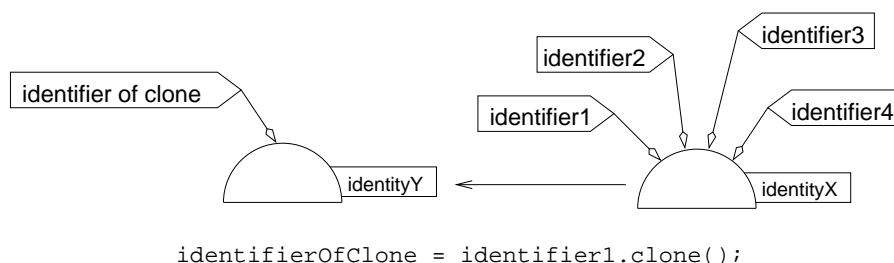 identifier3
identifier2
identifier of clone
identifier1
identifier4
identityY
identityX
identifierOfClone = identifier1.clone();